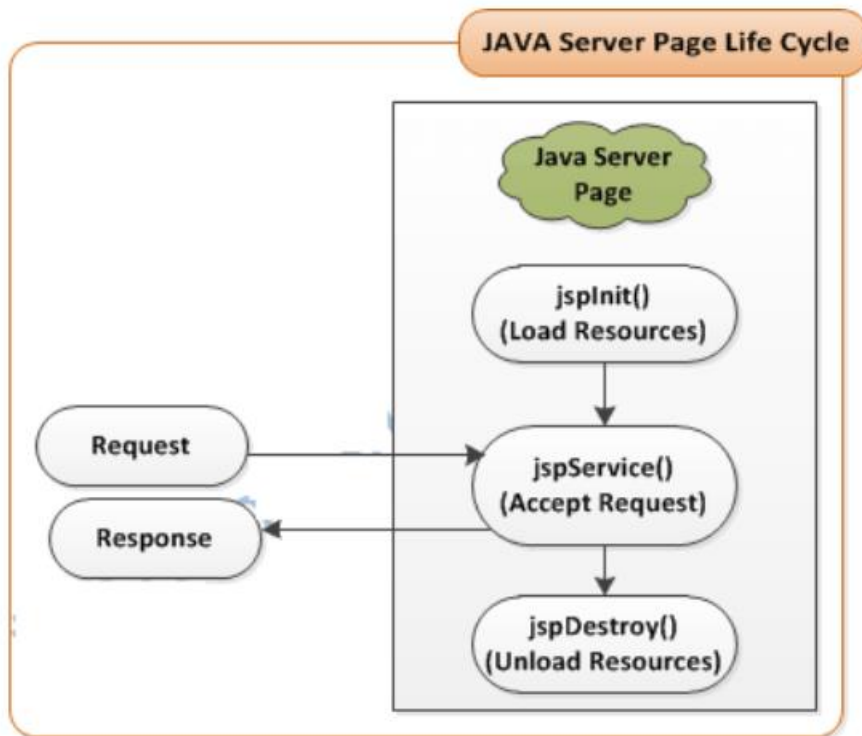 JAVA Server Page Life Cycle
Java Server
Page
jspInit()
(Load Resources)
Request
jspService()
(Accept Request)
Response
jspDestroy()
(Unload Resources)